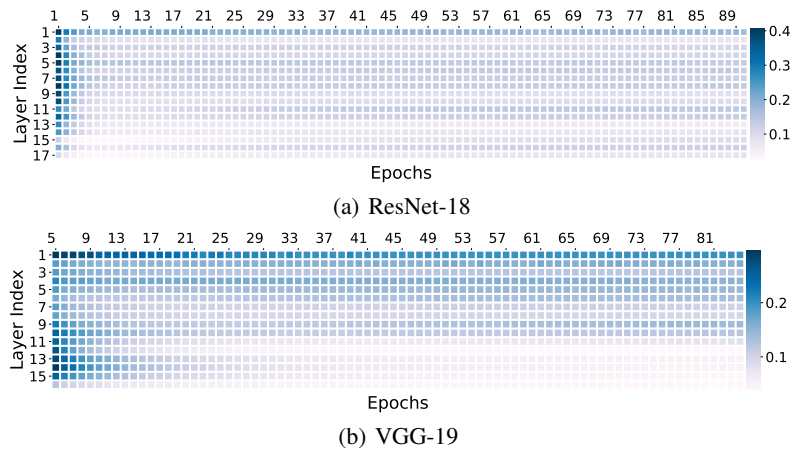 1 5 9 13 17 21 25 29 33 37 41 45 49 53 57 61 65 69 73 77 81 85 89
1
3
5
7
9
11
13
15
17
Layer Index
0.4
0.3
0.2
0.1
Epochs
(a) ResNet-18
5 9 13 17 21 25 29 33 37 41 45 49 53 57 61 65 69 73 77 81
1
3
5
7
9
11
13
15
Layer Index
0.2
0.1
Epochs
(b) VGG-19